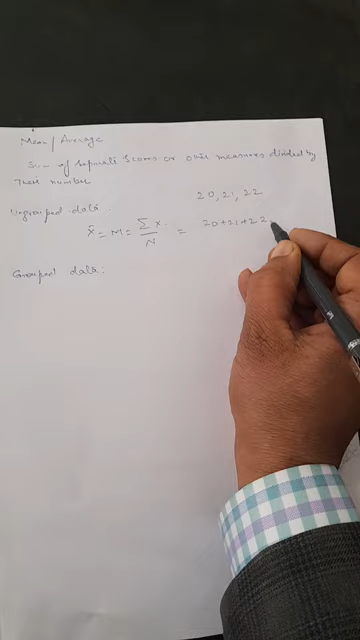 Mean / Average
Sum of separate scores or other measures divided by
Their number
20, 21, 22
Ungrouped data.
x̄ = M = ΣX / N = 20+21+22
Grouped data: